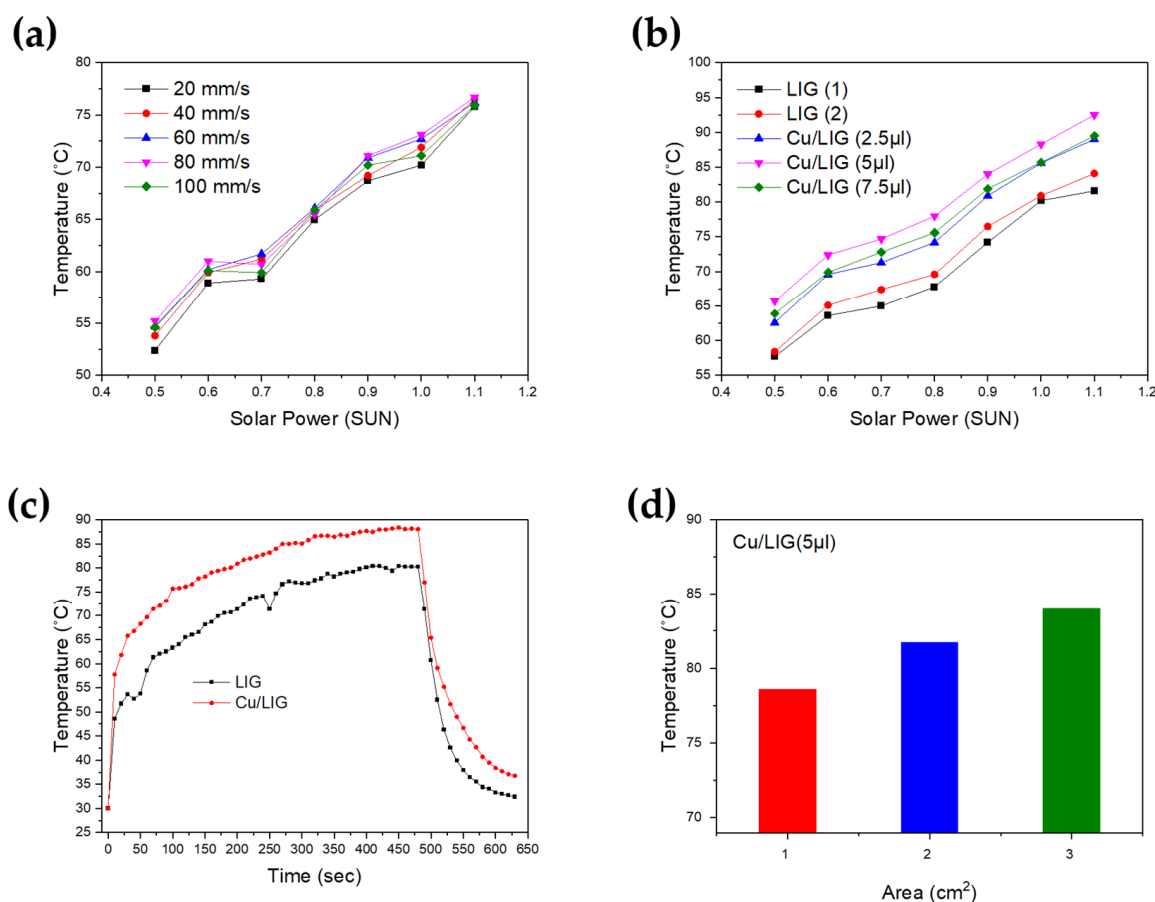 (a)
80
75
70
65
60
55
50
0.4 0.5 0.6 0.7 0.8 0.9 1.0 1.1 1.2
Temperature (˚C)
Solar Power (SUN)
20 mm/s
40 mm/s
60 mm/s
80 mm/s
100 mm/s
(b)
100
95
90
85
80
75
70
65
60
55
0.4 0.5 0.6 0.7 0.8 0.9 1.0 1.1 1.2
Temperature (˚C)
Solar Power (SUN)
LIG (1)
LIG (2)
Cu/LIG (2.5µl)
Cu/LIG (5µl)
Cu/LIG (7.5µl)
(c)
90
85
80
75
70
65
60
55
50
45
40
35
30
25
0 50 100 150 200 250 300 350 400 450 500 550 600 650
Temperature (˚C)
Time (sec)
LIG
Cu/LIG
(d)
90
85
80
75
70
1 2 3
Temperature (˚C)
Area (cm²)
Cu/LIG(5µl)